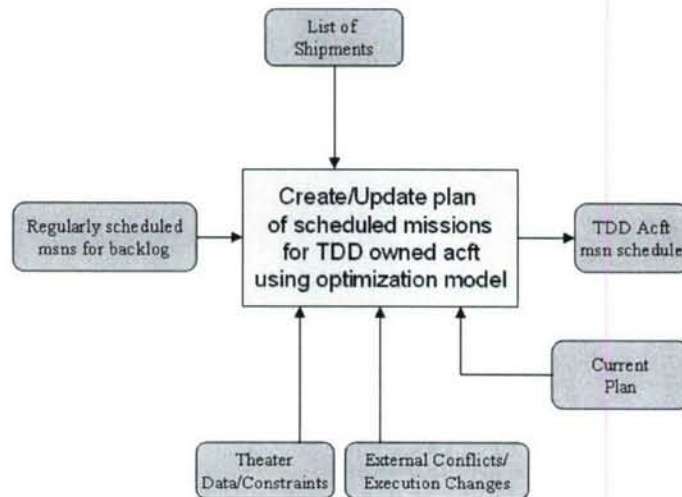 List of
Shipments
Create/Update plan
of scheduled missions
for TDD owned acft
using optimization model
Regularly scheduled
msns for backlog
TDD Acft
msn schedule
Current
Plan
Theater
Data/Constraints
External Conflicts/
Execution Changes